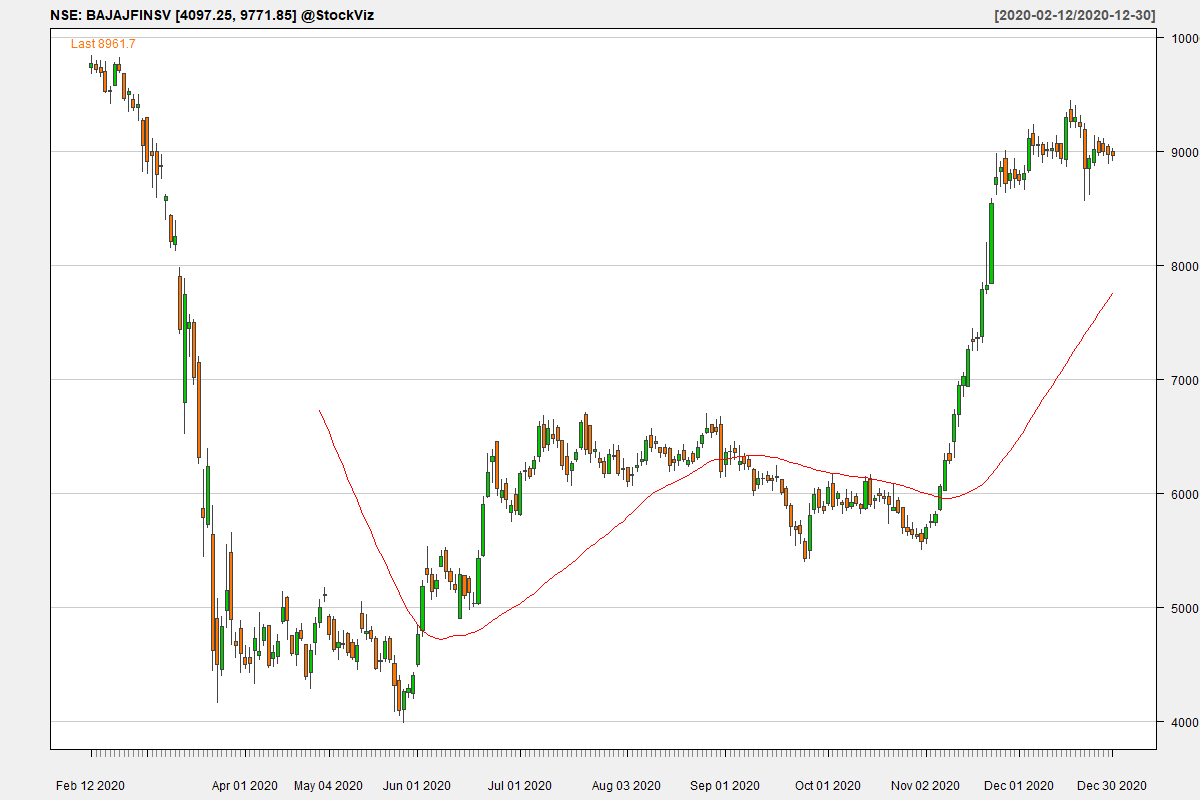 NSE: BAJAJFINSV [4097.25, 9771.85] @StockViz [2020-02-12/2020-12-30]
Last 8961.7
1000
9000
8000
7000
6000
5000
4000
Feb 12 2020 Apr 01 2020 May 04 2020 Jun 01 2020 Jul 01 2020 Aug 03 2020 Sep 01 2020 Oct 01 2020 Nov 02 2020 Dec 01 2020 Dec 30 2020